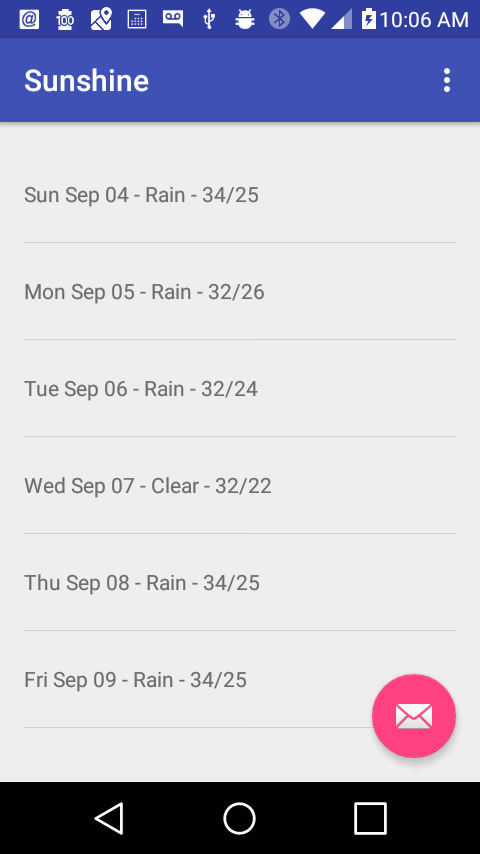 100
10:06 AM
Sunshine
Sun Sep 04 - Rain - 34/25
Mon Sep 05 - Rain - 32/26
Tue Sep 06 - Rain - 32/24
Wed Sep 07 - Clear - 32/22
Thu Sep 08 - Rain - 34/25
Fri Sep 09 - Rain - 34/25